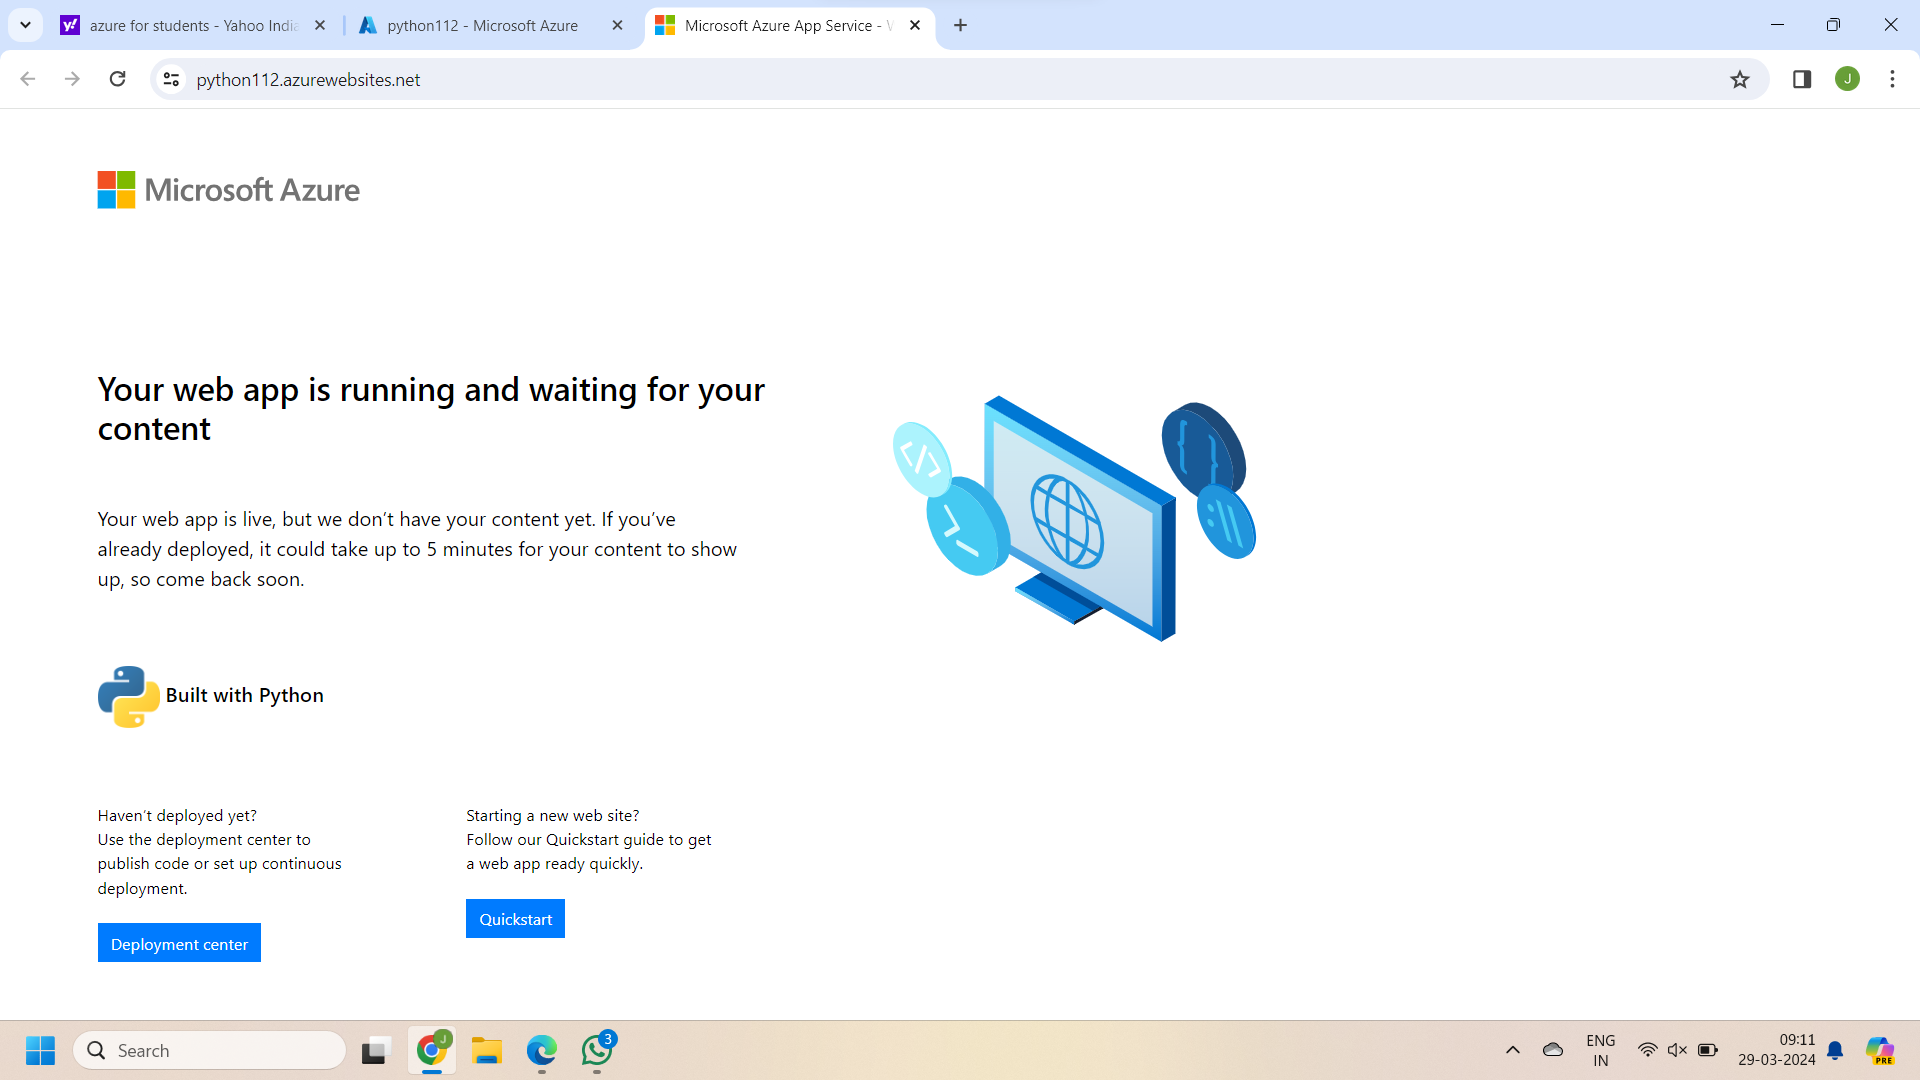 azure for students - Yahoo India
python112 - Microsoft Azure
Microsoft Azure App Service -
python112.azurewebsites.net
J
Microsoft Azure
Your web app is running and waiting for your
content
Your web app is live, but we don't have your content yet. If you've
already deployed, it could take up to 5 minutes for your content to show
up, so come back soon.
Built with Python
Haven't deployed yet?
Use the deployment center to
publish code or set up continuous
deployment.
Deployment center
Starting a new web site?
Follow our Quickstart guide to get
a web app ready quickly.
Quickstart
Search
J
3
ENG
IN
09:11
29-03-2024
PRE